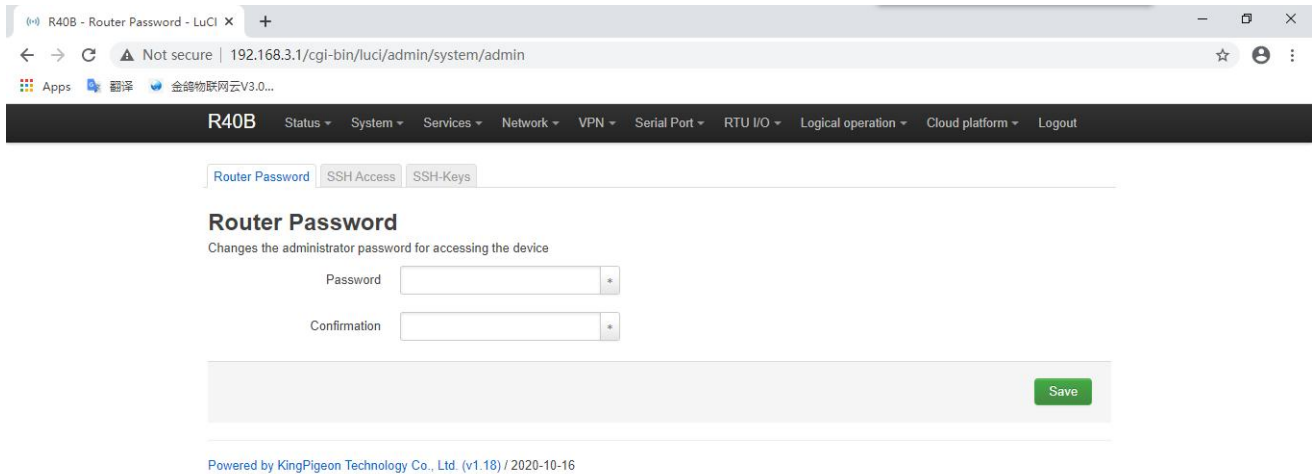 R40B - Router Password - LuCI
Not secure | 192.168.3.1/cgi-bin/luci/admin/system/admin
Apps 翻译 金鸽物联网云V3.0...
R40B Status System Services Network VPN Serial Port RTU I/O Logical operation Cloud platform Logout
Router Password SSH Access SSH-Keys
Router Password
Changes the administrator password for accessing the device
Password *
Confirmation *
Save
Powered by KingPigeon Technology Co., Ltd. (v1.18) / 2020-10-16